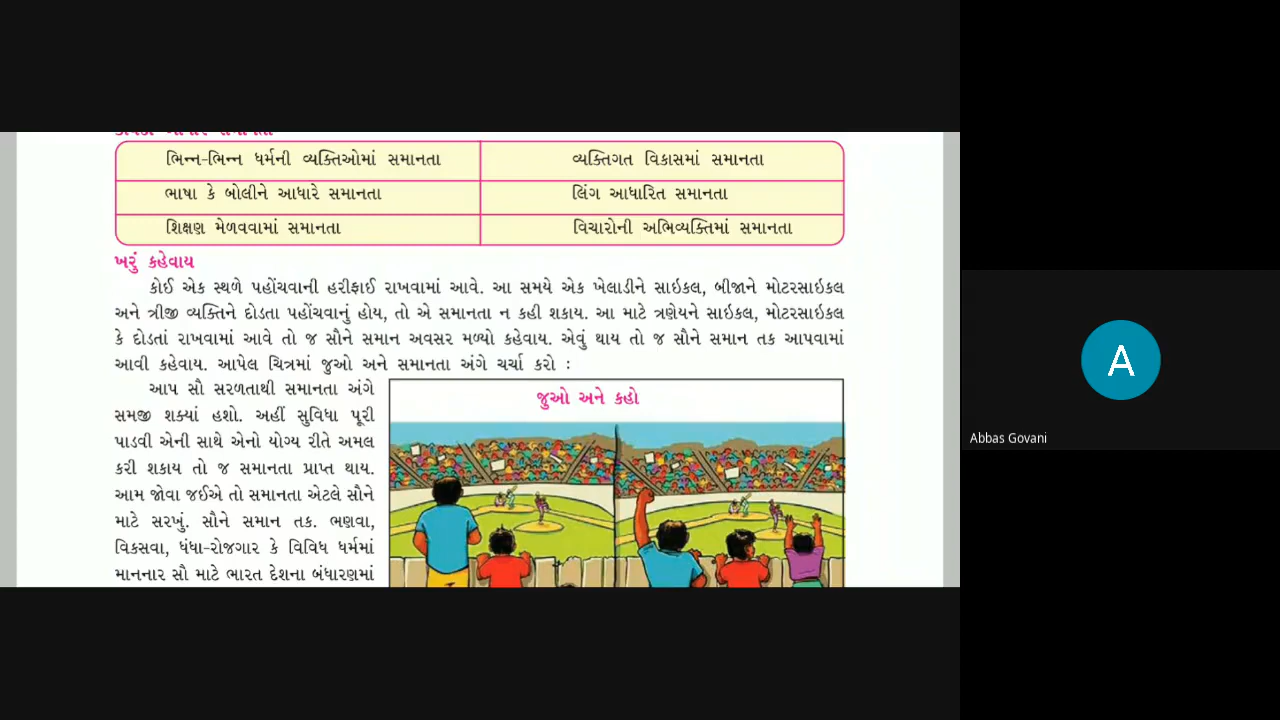 ભિન્ન-ભિન્ન ધર્મની વ્યક્તિઓમાં સમાનતા
વ્યક્તિગત વિકાસમાં સમાનતા
ભાષા કે બોલીને આધારે સમાનતા
લિંગ આધારિત સમાનતા
શિક્ષણ મેળવવામાં સમાનતા
વિચારોની અભિવ્યક્તિમાં સમાનતા
ખરું કહેવાય
કોઈ એક સ્થળે પહોંચવાની હરીફાઈ રાખવામાં આવે. આ સમયે એક ખેલાડીને સાઇકલ, બીજાને મોટરસાઇકલ
અને ત્રીજી વ્યક્તિને દોડતા પહોંચવાનું હોય, તો એ સમાનતા ન કહી શકાય. આ માટે ત્રણેયને સાઇકલ, મોટરસાઇકલ
કે દોડતાં રાખવામાં આવે તો જ સૌને સમાન અવસર મળ્યો કહેવાય. એવું થાય તો જ સૌને સમાન તક આપવામાં
આવી કહેવાય. આપેલ ચિત્રમાં જુઓ અને સમાનતા અંગે ચર્ચા કરો :
આપ સૌ સરળતાથી સમાનતા અંગે
સમજી શક્યાં હશો. અહીં સુવિધા પૂરી
પાડવી એની સાથે એનો યોગ્ય રીતે અમલ
કરી શકાય તો જ સમાનતા પ્રાપ્ત થાય.
આમ જોવા જઈએ તો સમાનતા એટલે સૌને
માટે સરખું. સૌને સમાન તક. ભણવા,
વિકસવા, ધંધા-રોજગાર કે વિવિધ ધર્મમાં
માનનાર સૌ માટે ભારત દેશના બંધારણમાં
જુઓ અને કહો
A
Abbas Govani